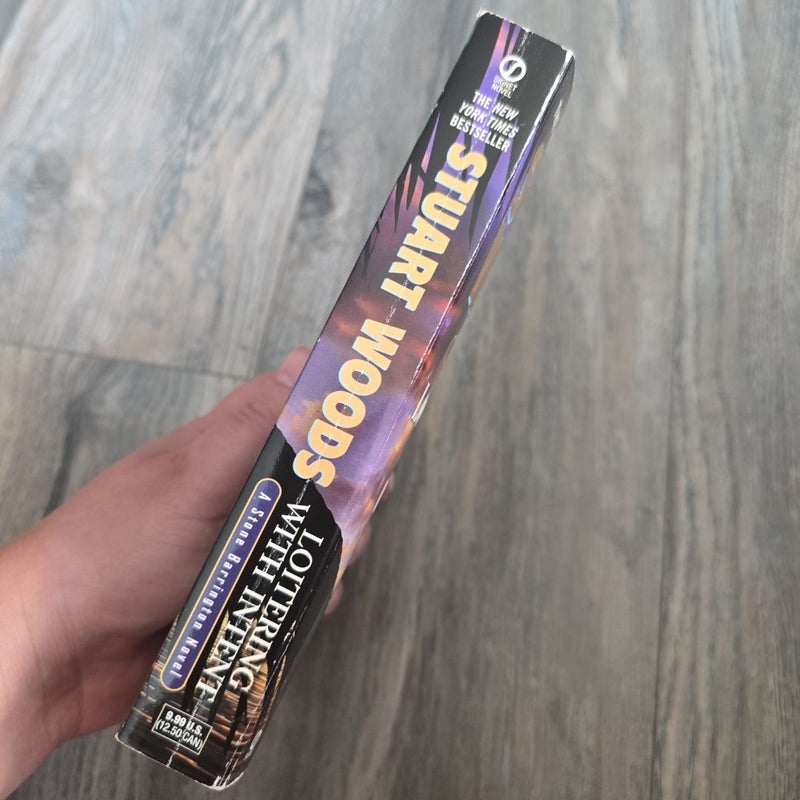 SIGNET
NOVEL
THE NEW
YORK TIMES
BESTSELLER
STUART WOODS
LOITERING
WITH INTENT
A Stone Barrington Novel
9.99 U.S.
(12.50 CAN)